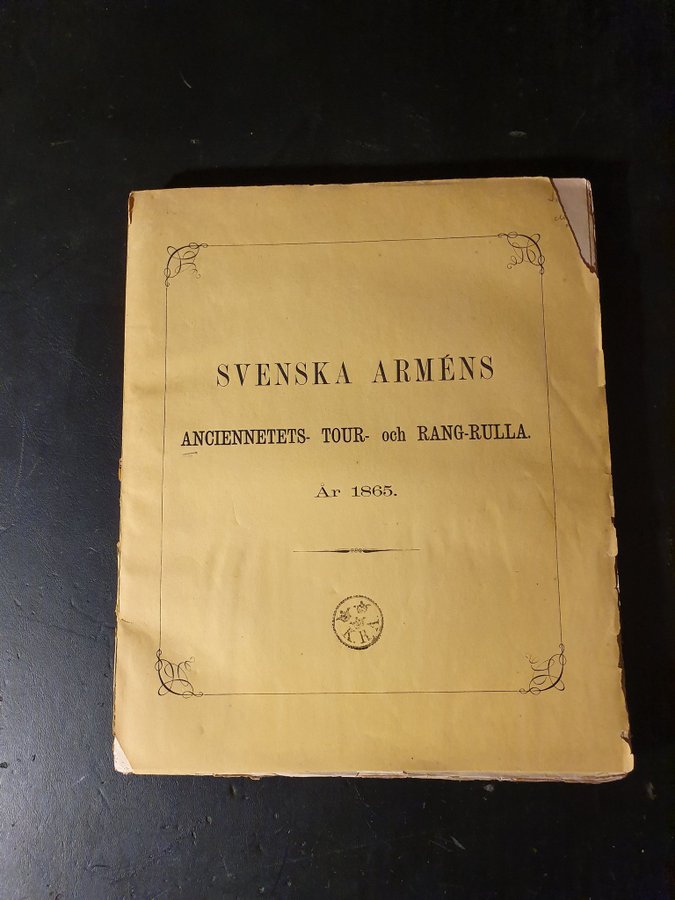 SVENSKA ARMÉNS
ANCIENNETETS- TOUR- och RANG-RULLA.
År 1865.
K.R.A